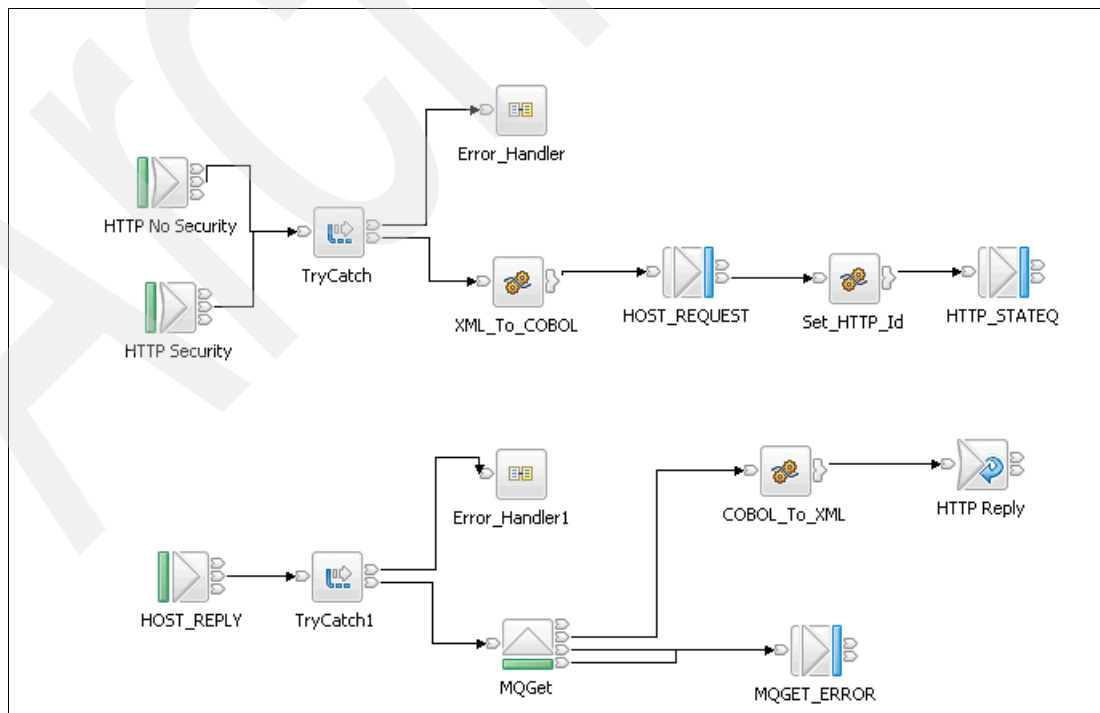 Error_Handler
HTTP No Security
TryCatch
XML_To_COBOL
HOST_REQUEST
Set_HTTP_Id
HTTP_STATEQ
HTTP Security
Error_Handler1
COBOL_To_XML
HTTP Reply
HOST_REPLY
TryCatch1
MQGet
MQGET_ERROR